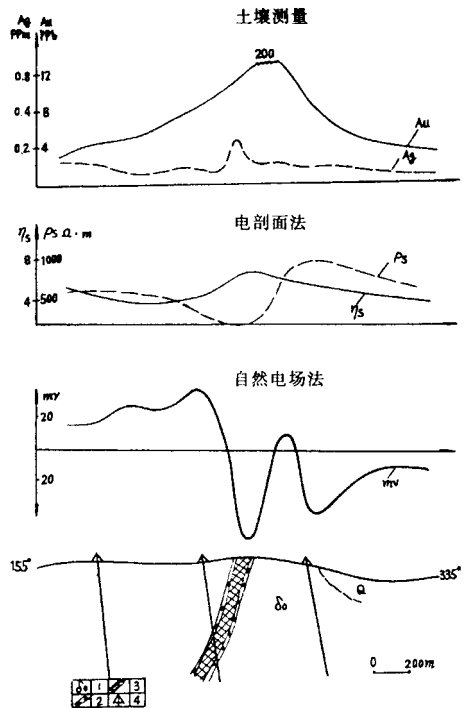 土壤测量
Ag Au
PPm PPb
200
0.8 12
0.4 8
0.2 4
Au
Ag
电剖面法
ηs ρs Ω·m
8 1000
4 500
ρs
ηs
自然电场法
mv
20
20
mv
155° 335°
δo Q
0 200m
δo 1 3
2 4